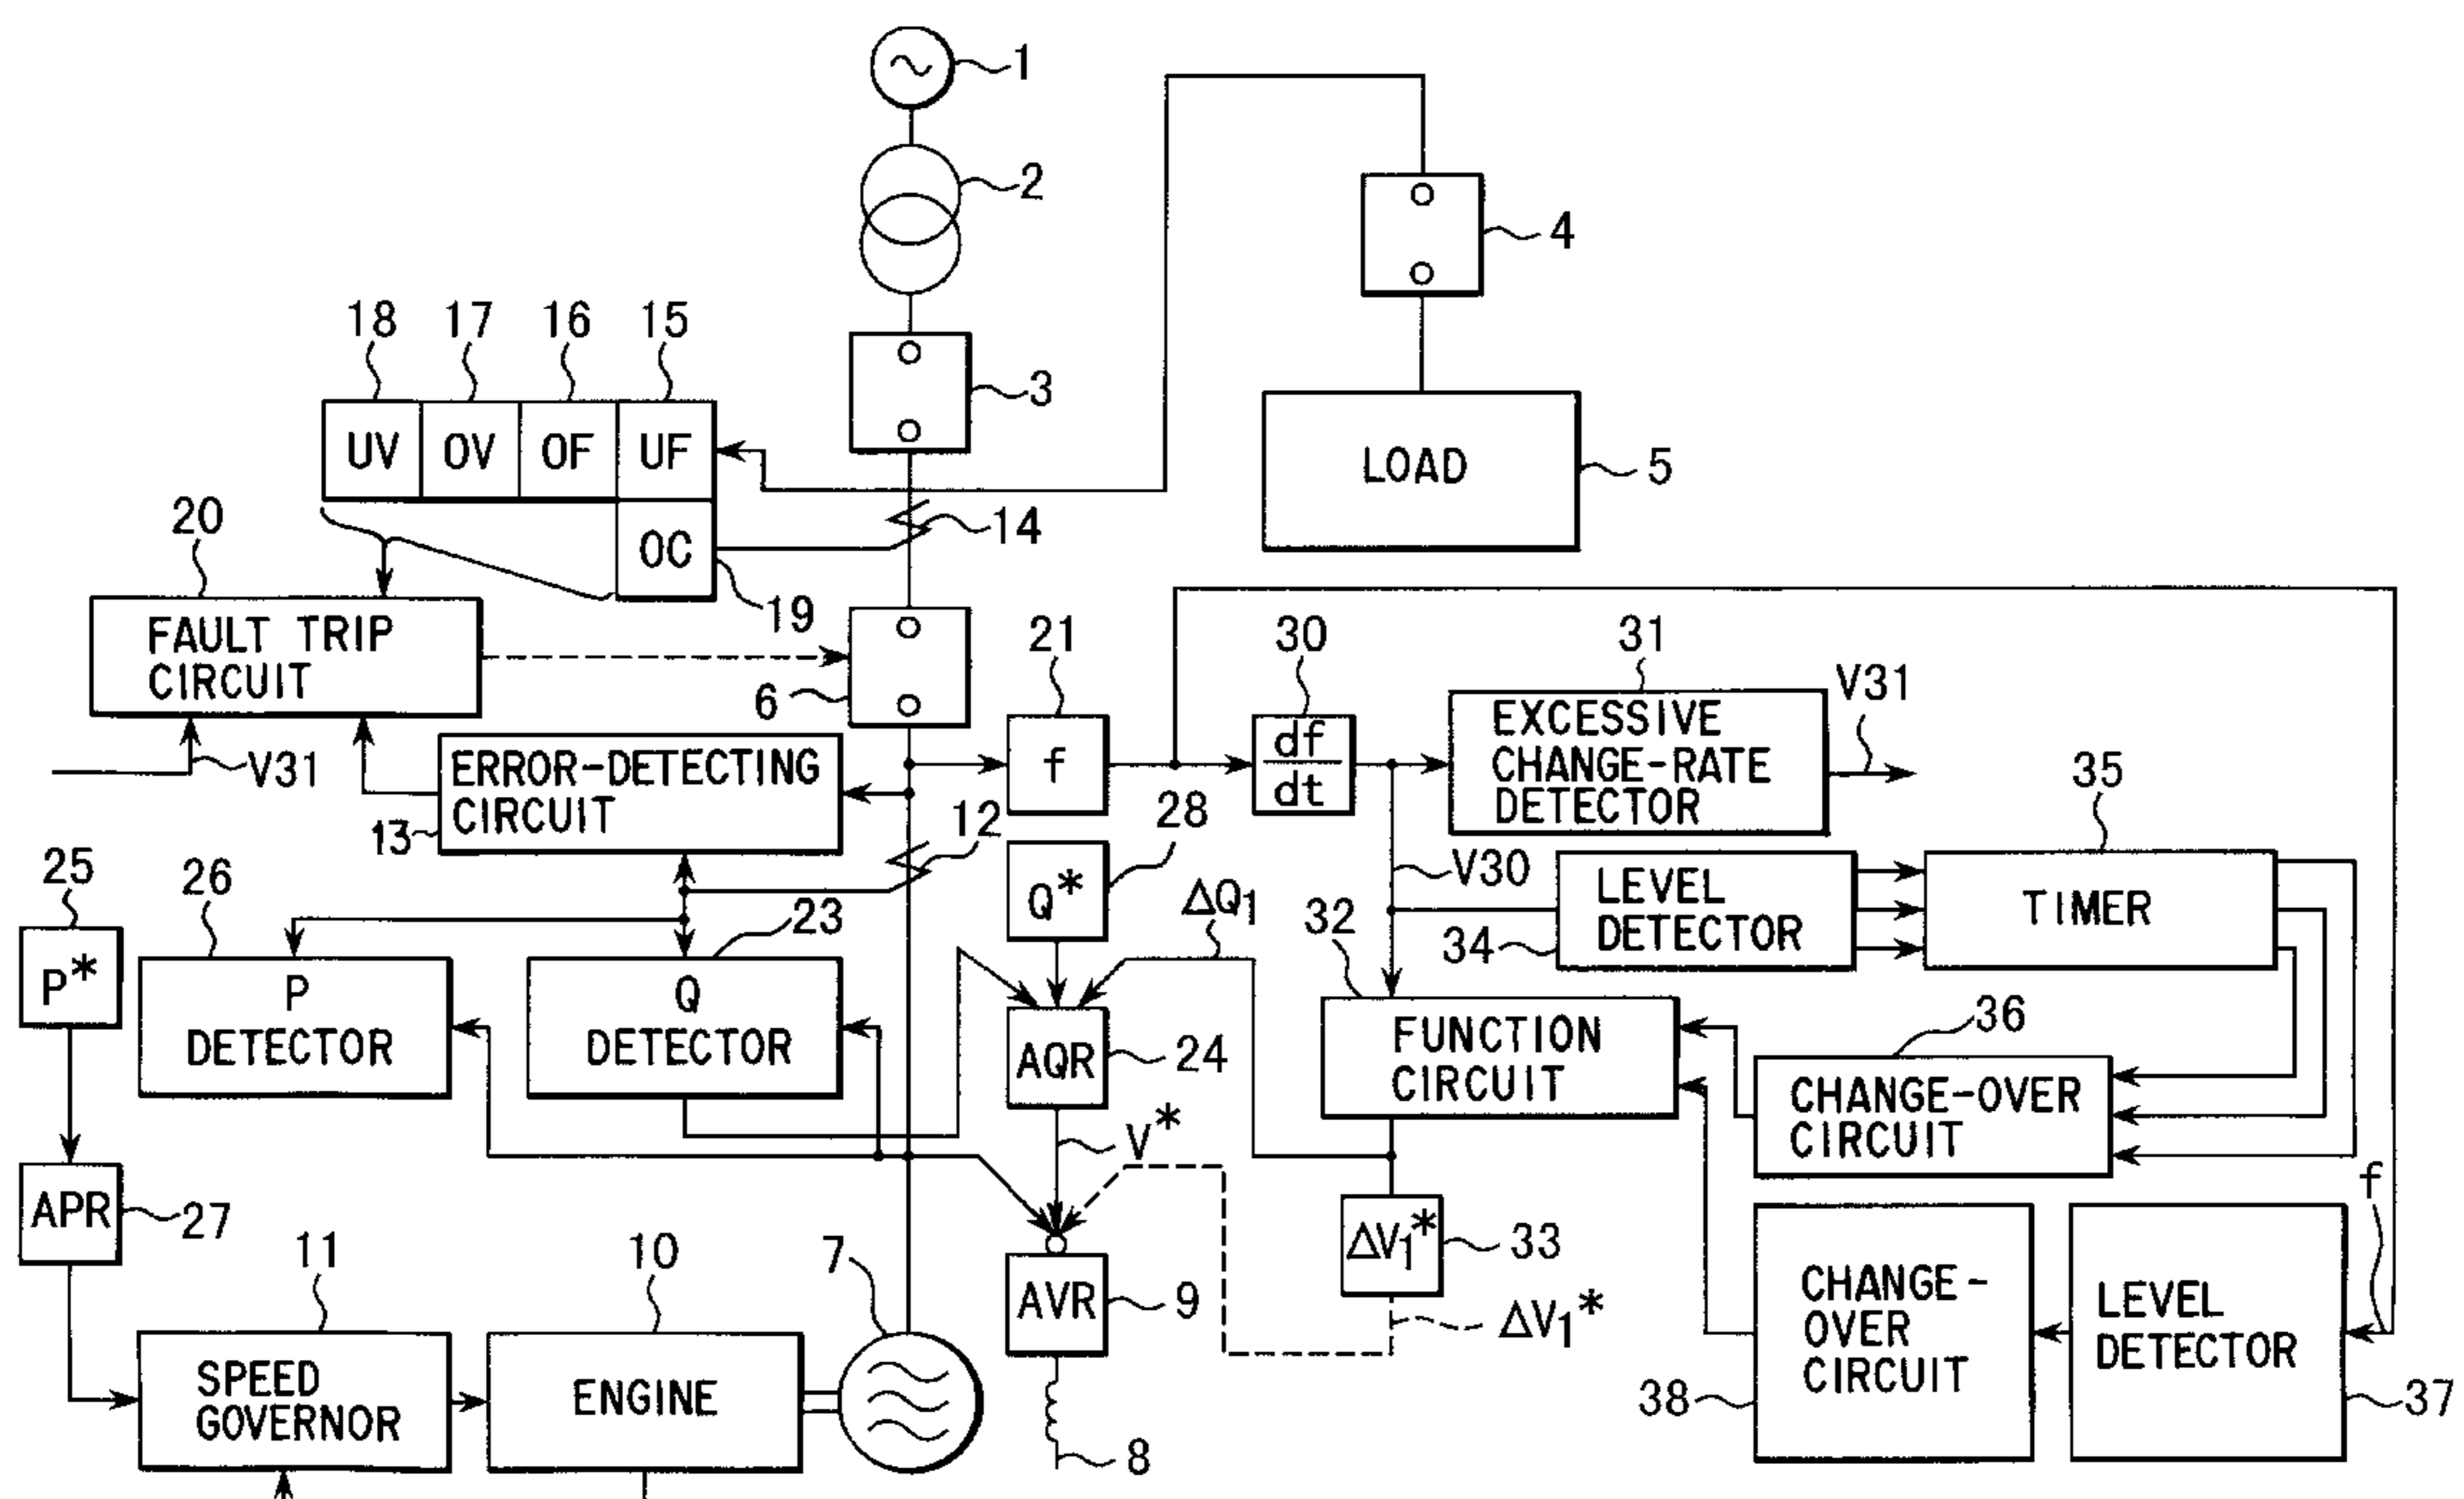 1
2
4
18 17 16 15
3
UV OV OF UF
LOAD 5
20
14
OC
19
FAULT TRIP
CIRCUIT
6
21
30
31
V31
f
df
dt
EXCESSIVE
CHANGE-RATE
DETECTOR
V31
ERROR-DETECTING
CIRCUIT
13
12
28
35
25
26
23
Q*
ΔQ1
V30
32
LEVEL
DETECTOR
34
TIMER
P*
P
DETECTOR
Q
DETECTOR
AQR
24
FUNCTION
CIRCUIT
36
CHANGE-OVER
CIRCUIT
V*
f
APR
27
11
10
7
ΔV1*
33
AVR
9
ΔV1*
CHANGE-
OVER
CIRCUIT
38
LEVEL
DETECTOR
37
SPEED
GOVERNOR
ENGINE
8